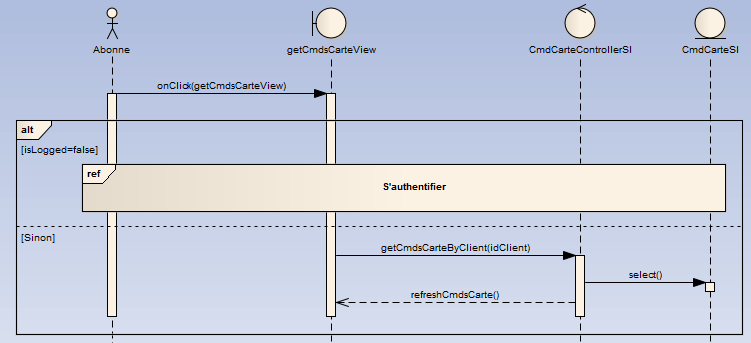 Abonne
getCmdsCarteView
CmdCarteControllerSI
CmdCarteSI
onClick(getCmdsCarteView)
alt
[isLogged=false]
ref
S'authentifier
[Sinon]
getCmdsCarteByClient(idClient)
select()
refreshCmdsCarte()